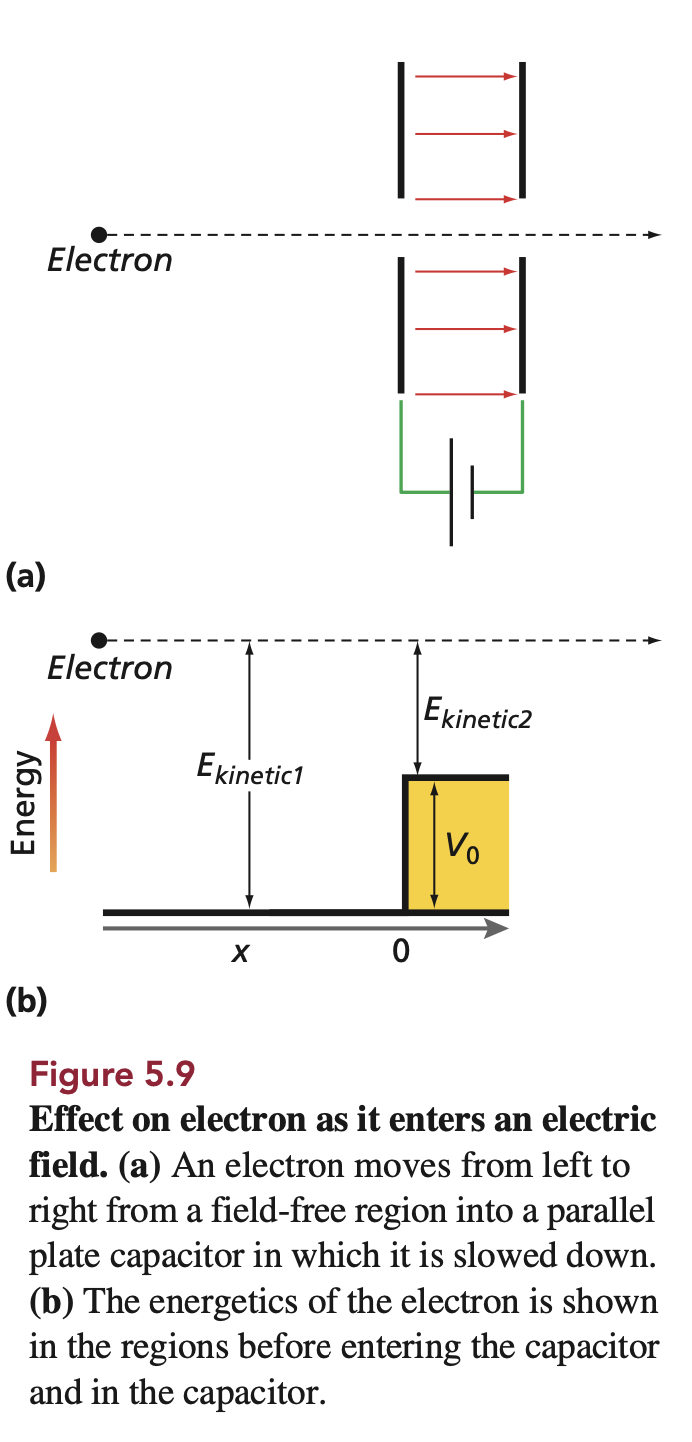 Electron
(a)
Electron
Ekinetic2
Ekinetic1
Energy
V0
x 0
(b)
Figure 5.9
Effect on electron as it enters an electric
field. (a) An electron moves from left to
right from a field-free region into a parallel
plate capacitor in which it is slowed down.
(b) The energetics of the electron is shown
in the regions before entering the capacitor
and in the capacitor.